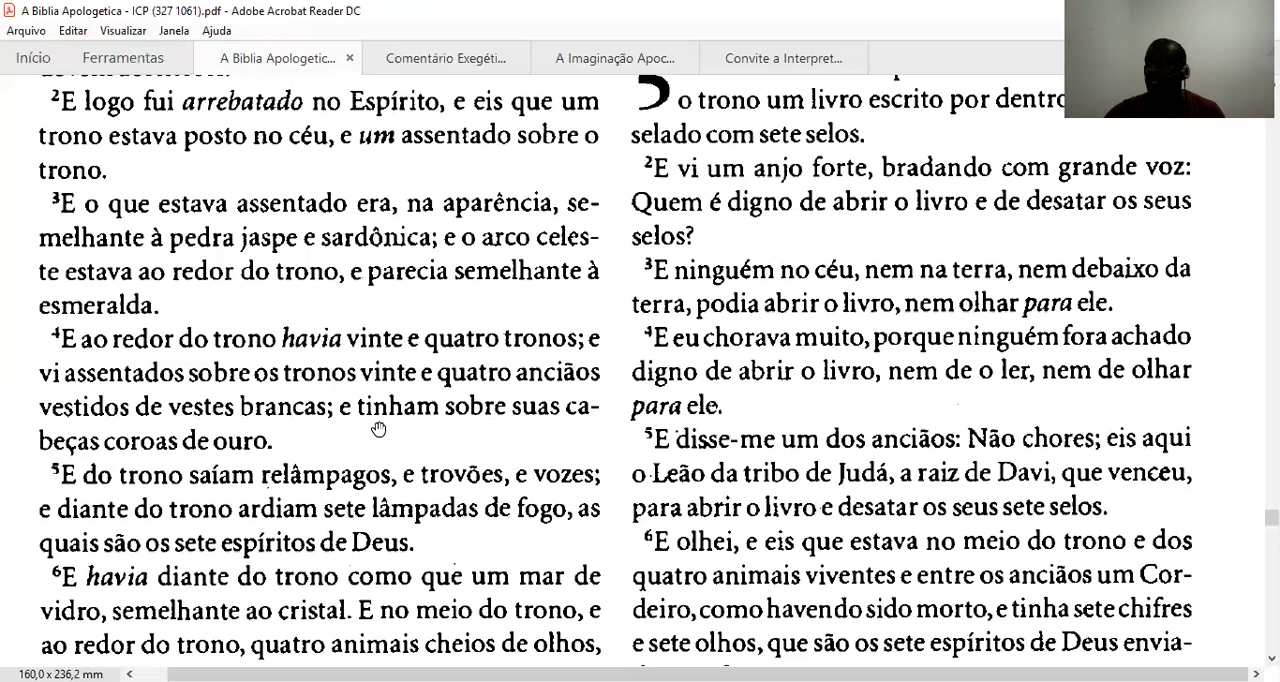 A Biblia Apologetica - ICP (327 1061).pdf - Adobe Acrobat Reader DC
Arquivo Editar Visualizar Janela Ajuda
Início Ferramentas A Biblia Apologetic... × Comentário Exegéti... A Imaginação Apoc... Convite a Interpret...
²E logo fui arrebatado no Espírito, e eis que um
trono estava posto no céu, e um assentado sobre o
trono.
³E o que estava assentado era, na aparência, se-
melhante à pedra jaspe e sardônica; e o arco celes-
te estava ao redor do trono, e parecia semelhante à
esmeralda.
⁴E ao redor do trono havia vinte e quatro tronos; e
vi assentados sobre os tronos vinte e quatro anciãos
vestidos de vestes brancas; e tinham sobre suas ca-
beças coroas de ouro.
⁵E do trono saíam relâmpagos, e trovões, e vozes;
e diante do trono ardiam sete lâmpadas de fogo, as
quais são os sete espíritos de Deus.
⁶E havia diante do trono como que um mar de
vidro, semelhante ao cristal. E no meio do trono, e
ao redor do trono, quatro animais cheios de olhos,
5 o trono um livro escrito por dentro
selado com sete selos.
²E vi um anjo forte, bradando com grande voz:
Quem é digno de abrir o livro e de desatar os seus
selos?
³E ninguém no céu, nem na terra, nem debaixo da
terra, podia abrir o livro, nem olhar para ele.
⁴E eu chorava muito, porque ninguém fora achado
digno de abrir o livro, nem de o ler, nem de olhar
para ele.
⁵E disse-me um dos anciãos: Não chores; eis aqui
o Leão da tribo de Judá, a raiz de Davi, que venceu,
para abrir o livro e desatar os seus sete selos.
⁶E olhei, e eis que estava no meio do trono e dos
quatro animais viventes e entre os anciãos um Cor-
deiro, como havendo sido morto, e tinha sete chifres
e sete olhos, que são os sete espíritos de Deus envia-
160,0 x 236,2 mm